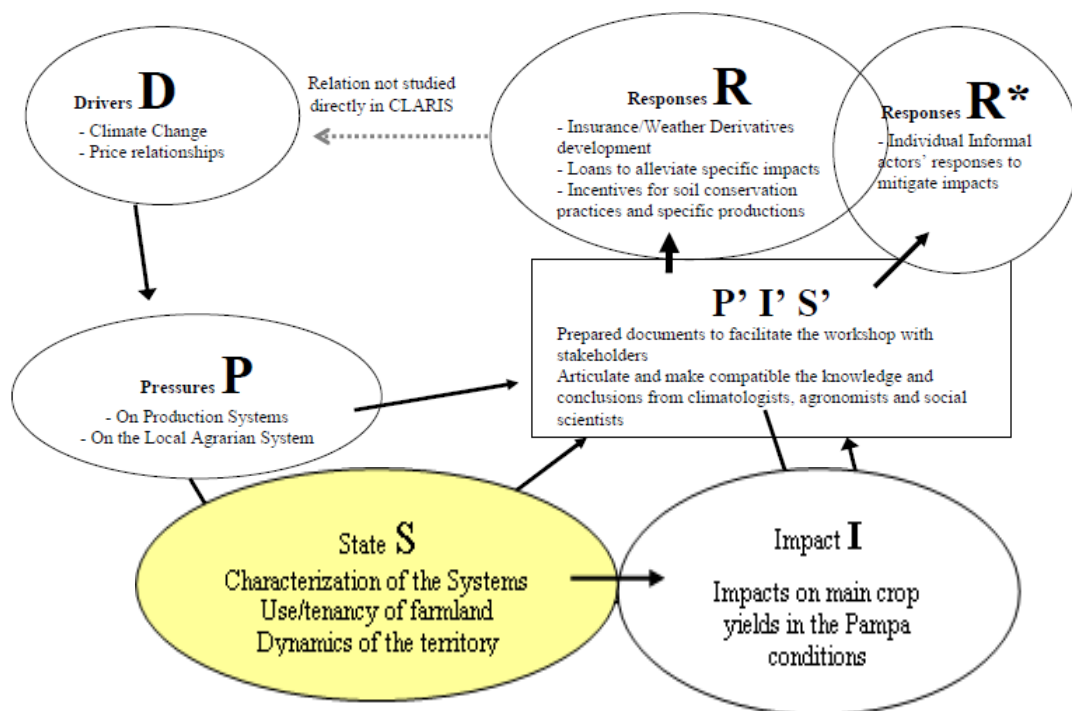 Drivers D
- Climate Change
- Price relationships
Relation not studied
directly in CLARIS
Responses R
- Insurance/Weather Derivatives
development
- Loans to alleviate specific impacts
- Incentives for soil conservation
practices and specific productions
Responses R*
- Individual Informal
actors’ responses to
mitigate impacts
P’ I’ S’
Prepared documents to facilitate the workshop with
stakeholders
Articulate and make compatible the knowledge and
conclusions from climatologists, agronomists and social
scientists
Pressures P
- On Production Systems
- On the Local Agrarian System
State S
Characterization of the Systems
Use/tenancy of farmland
Dynamics of the territory
Impact I
Impacts on main crop
yields in the Pampa
conditions